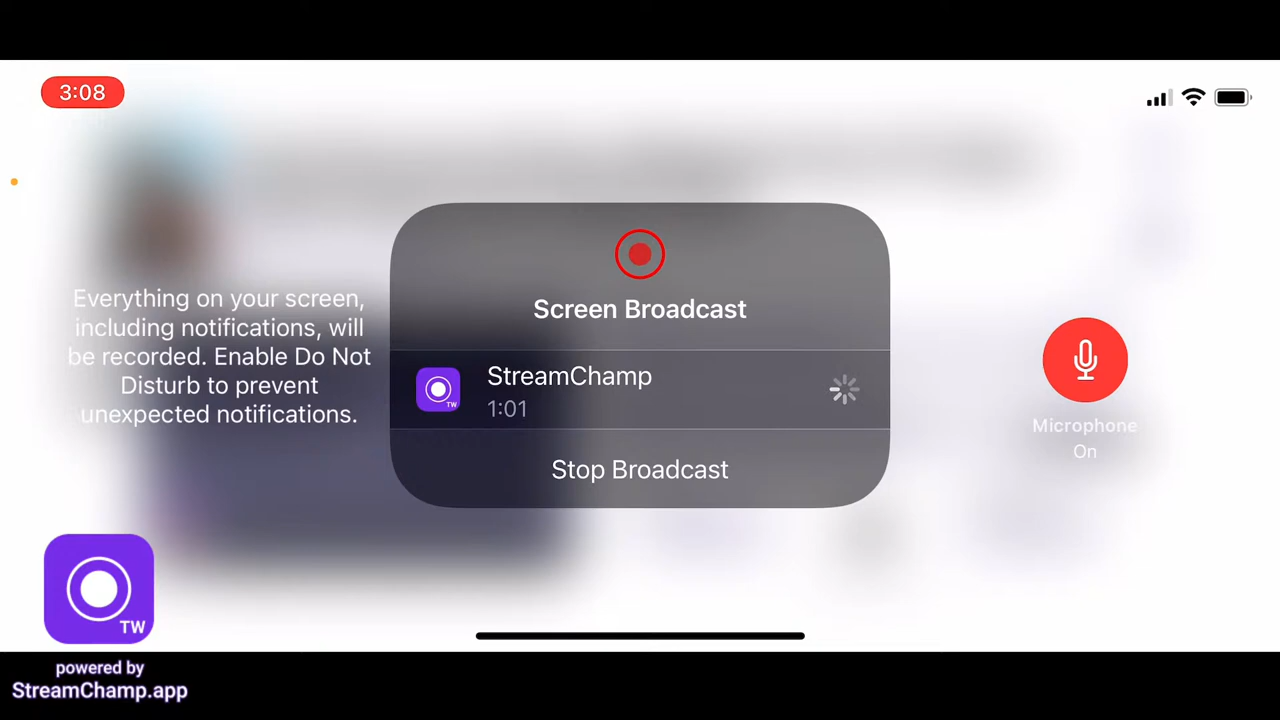 3:08
Everything on your screen,
including notifications, will
be recorded. Enable Do Not
Disturb to prevent
unexpected notifications.
Screen Broadcast
TW
StreamChamp
1:01
Stop Broadcast
Microphone
On
TW
powered by
StreamChamp.app